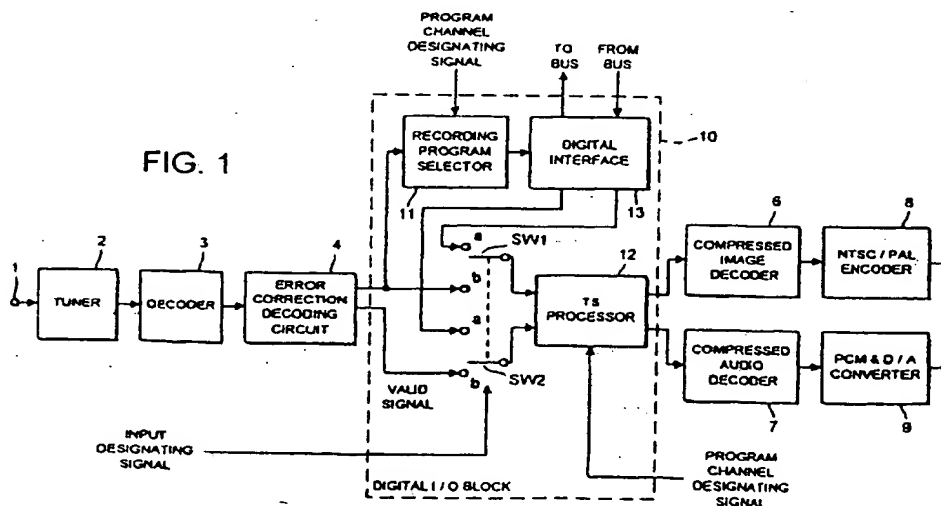 PROGRAM
CHANNEL
DESIGNATING
SIGNAL
TO
BUS
FROM
BUS
FIG. 1
RECORDING
PROGRAM
SELECTOR
DIGITAL
INTERFACE
10
11
13
a
SW1
b
a
SW2
b
1
2
TUNER
3
DECODER
4
ERROR
CORRECTION
DECODING
CIRCUIT
12
TS
PROCESSOR
6
COMPRESSED
IMAGE
DECODER
8
NTSC / PAL
ENCODER
COMPRESSED
AUDIO
DECODER
7
PCM & D / A
CONVERTER
9
VALID
SIGNAL
INPUT
DESIGNATING
SIGNAL
DIGITAL I / O BLOCK
PROGRAM
CHANNEL
DESIGNATING
SIGNAL